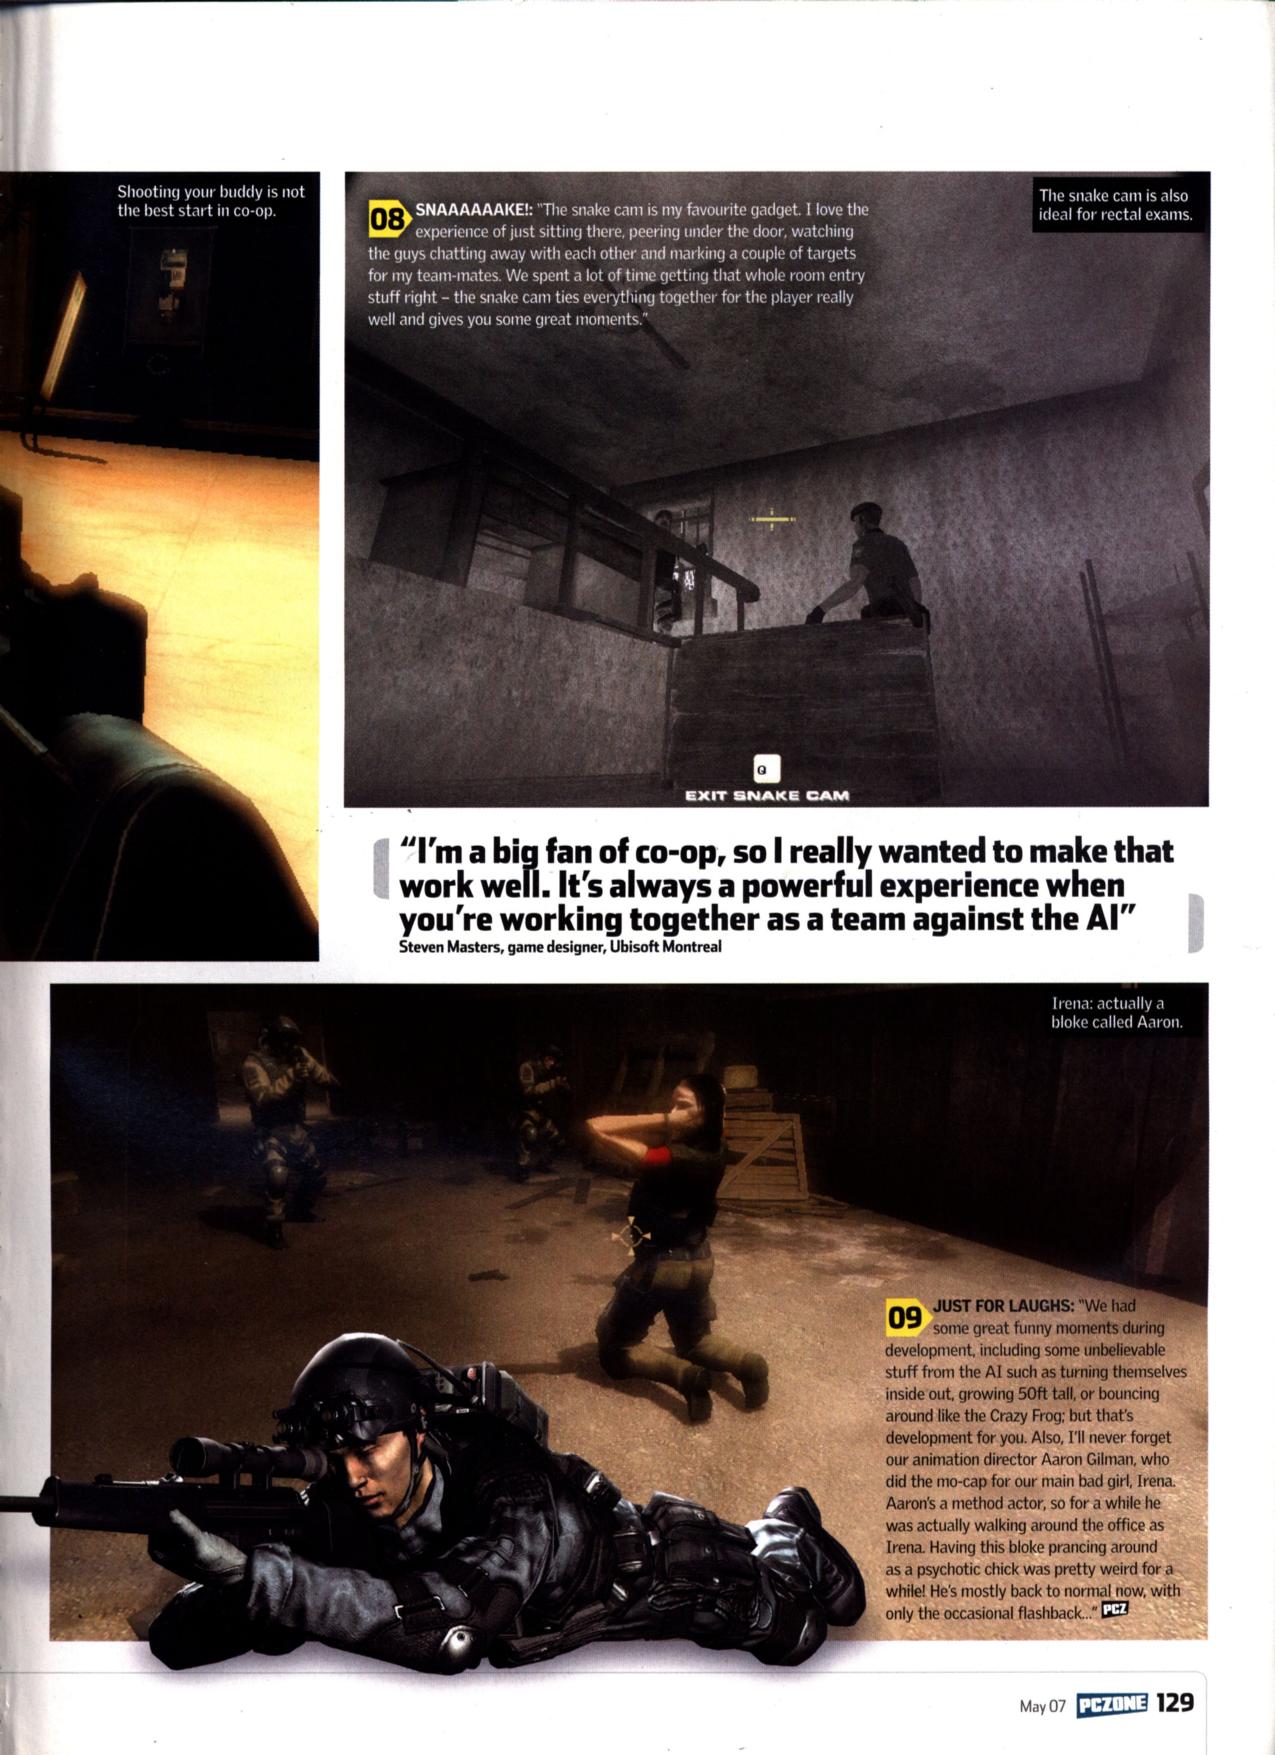 Shooting your buddy is not
the best start in co-op.
08 SNAAAAAAKE!: "The snake cam is my favourite gadget. I love the
experience of just sitting there, peering under the door, watching
the guys chatting away with each other and marking a couple of targets
for my team-mates. We spent a lot of time getting that whole room entry
stuff right – the snake cam ties everything together for the player really
well and gives you some great moments."
The snake cam is also
ideal for rectal exams.
Q
EXIT SNAKE CAM
"I'm a big fan of co-op, so I really wanted to make that
work well. It's always a powerful experience when
you're working together as a team against the AI"
Steven Masters, game designer, Ubisoft Montreal
Irena: actually a
bloke called Aaron.
09 JUST FOR LAUGHS: "We had
some great funny moments during
development, including some unbelievable
stuff from the AI such as turning themselves
inside out, growing 50ft tall, or bouncing
around like the Crazy Frog; but that's
development for you. Also, I'll never forget
our animation director Aaron Gilman, who
did the mo-cap for our main bad girl, Irena.
Aaron's a method actor, so for a while he
was actually walking around the office as
Irena. Having this bloke prancing around
as a psychotic chick was pretty weird for a
while! He's mostly back to normal now, with
only the occasional flashback..." PCZ
May 07 PCZONE 129